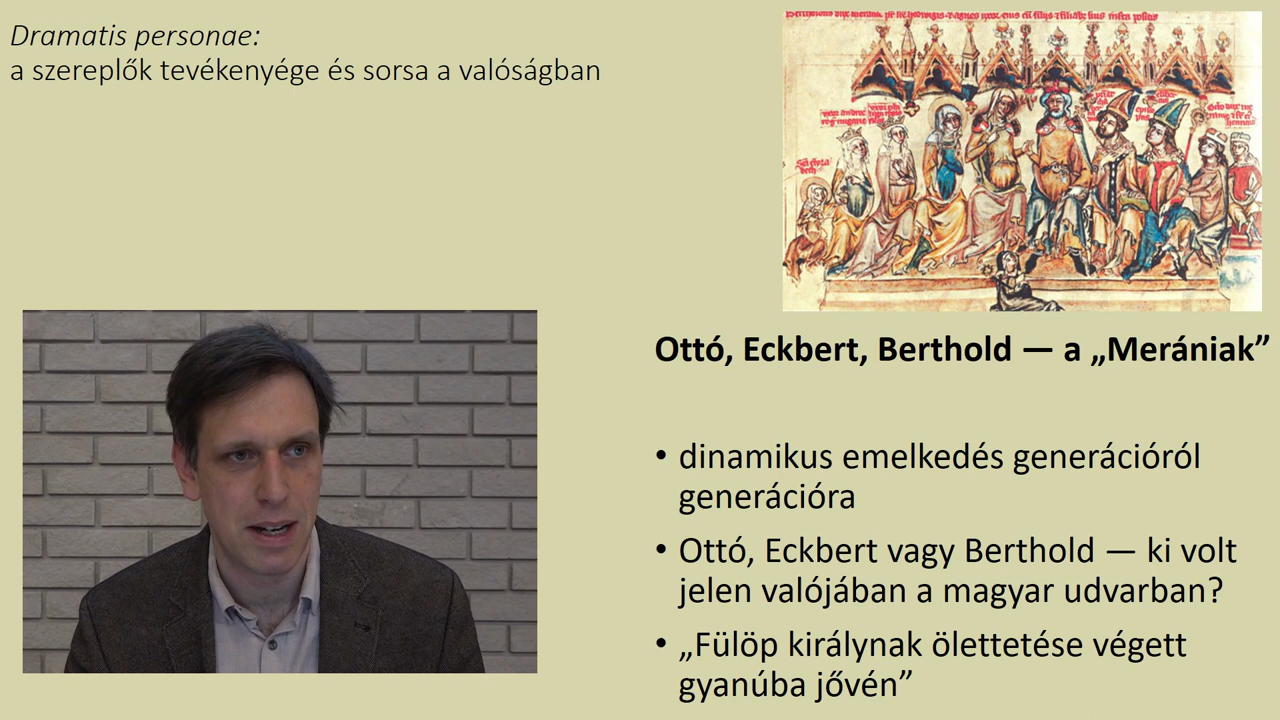 Dramatis personae:
a szereplők tevékenyége és sorsa a valóságban
Ottó, Eckbert, Berthold — a „Merániak”
• dinamikus emelkedés generációról
generációra
• Ottó, Eckbert vagy Berthold — ki volt
jelen valójában a magyar udvarban?
• „Fülöp királynak ölettetése végett
gyanúba jővén”